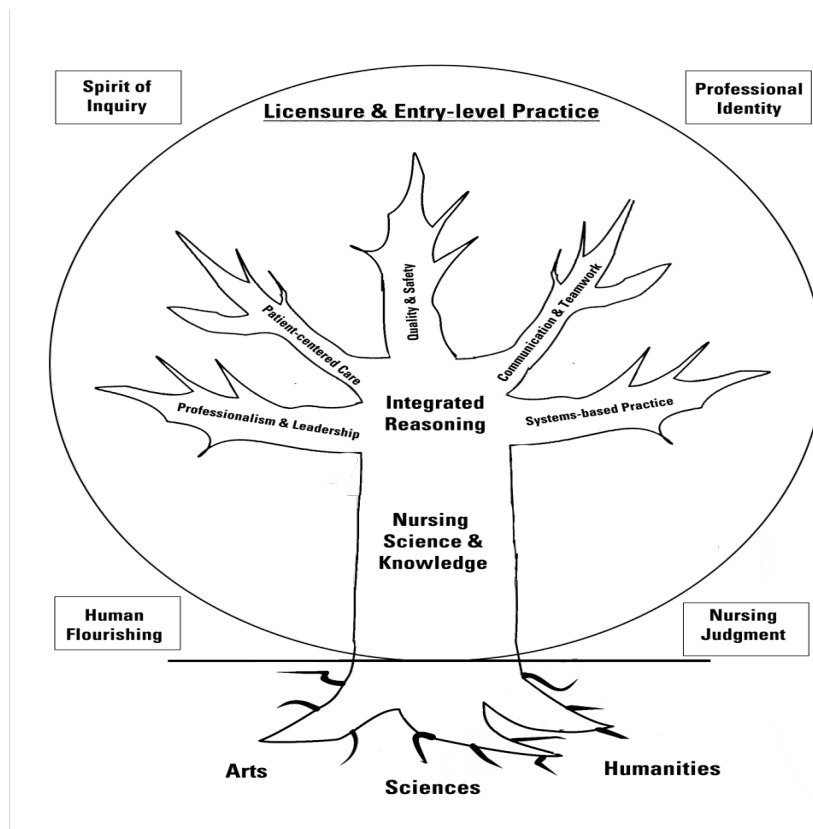 Spirit of
Inquiry
Professional
Identity
Licensure & Entry-level Practice
Quality & Safety
Patient-centered Care
Communication & Teamwork
Professionalism & Leadership
Integrated
Reasoning
Systems-based Practice
Nursing
Science &
Knowledge
Human
Flourishing
Nursing
Judgment
Arts
Sciences
Humanities